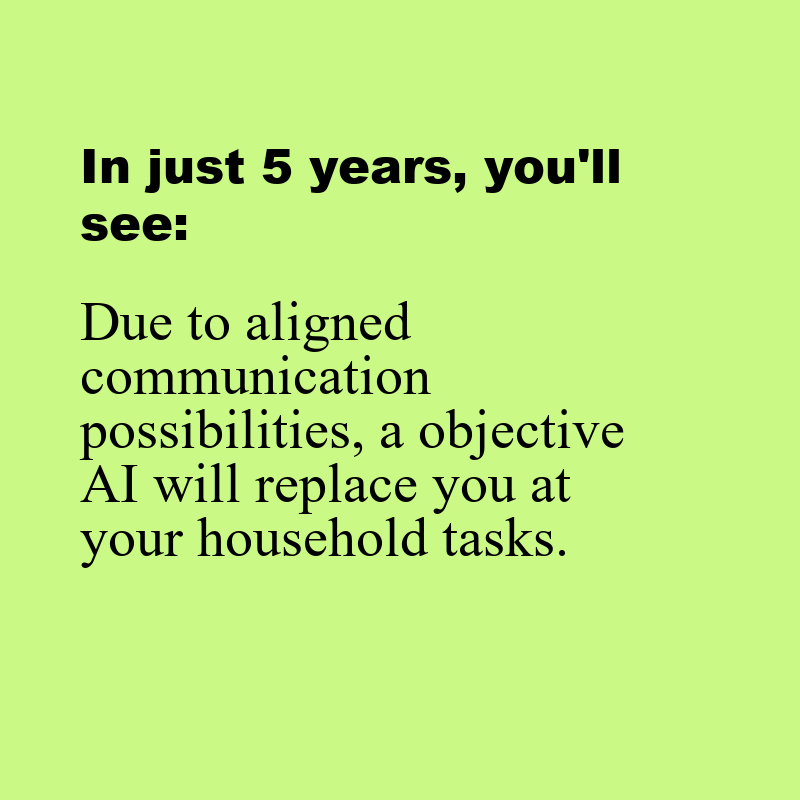 In just 5 years, you'll
see:
Due to aligned
communication
possibilities, a objective
AI will replace you at
your household tasks.